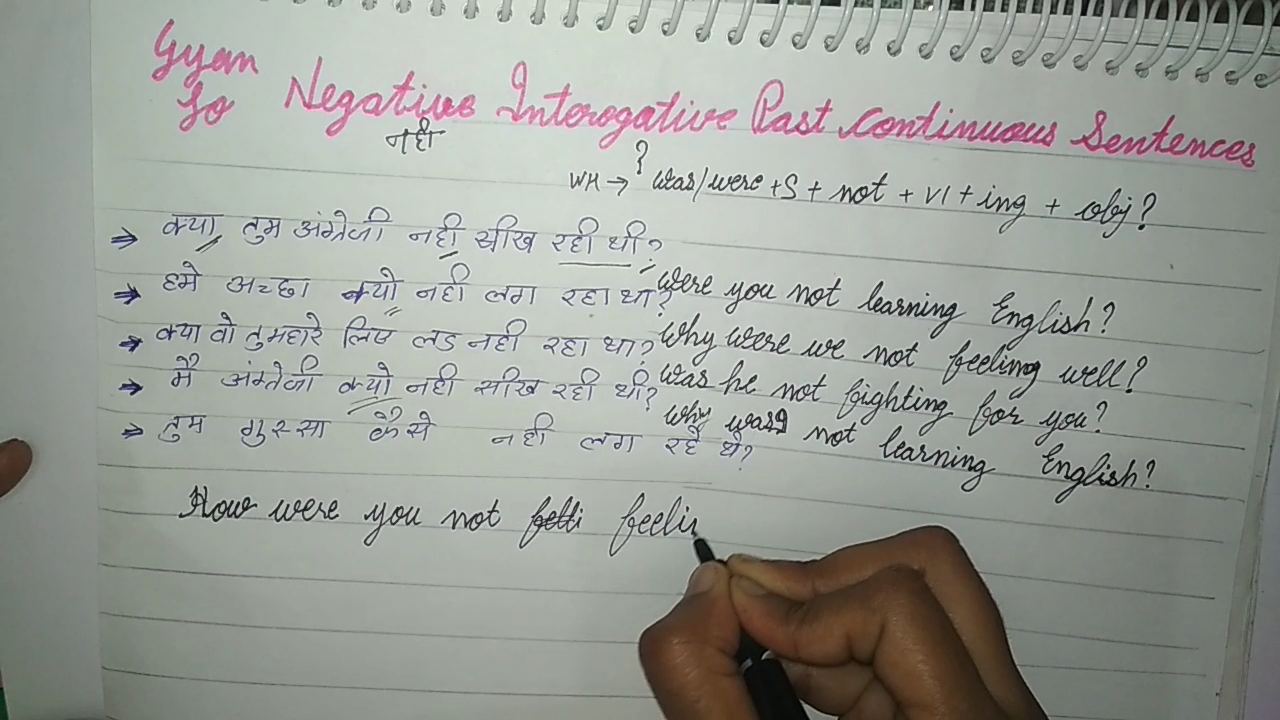 Gyan
So Negative Interogative Past Continuous Sentences
नही
?
WH → was/were + S + not + V1 + ing + obj?
⇒ क्या, तुम अंग्रेजी नही सीख रही थी?
were you not learning English?
⇒ हमे अच्छा क्यो नही लग रहा था?
Why were we not feeling well?
⇒ क्या वो तुमहारे लिए लड नही रहा था?
Was he not fighting for you?
⇒ मै अंग्रेजी क्यो नही सीख रही थी?
Why was I not learning English?
⇒ तुम गुस्सा कैसे नही लग रहे थे?
How were you not feeli